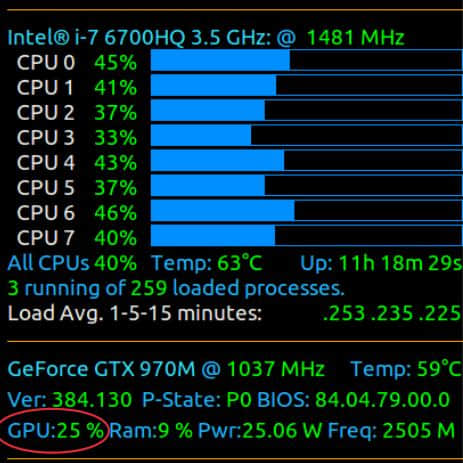 Intel® i-7 6700HQ 3.5 GHz: @ 1481 MHz
CPU 0 45%
CPU 1 41%
CPU 2 37%
CPU 3 33%
CPU 4 43%
CPU 5 37%
CPU 6 46%
CPU 7 40%
All CPUs 40% Temp: 63°C Up: 11h 18m 29s
3 running of 259 loaded processes.
Load Avg. 1-5-15 minutes: .253 .235 .225
GeForce GTX 970M @ 1037 MHz Temp: 59°C
Ver: 384.130 P-State: P0 BIOS: 84.04.79.00.0
GPU:25 % Ram:9 % Pwr:25.06 W Freq: 2505 M